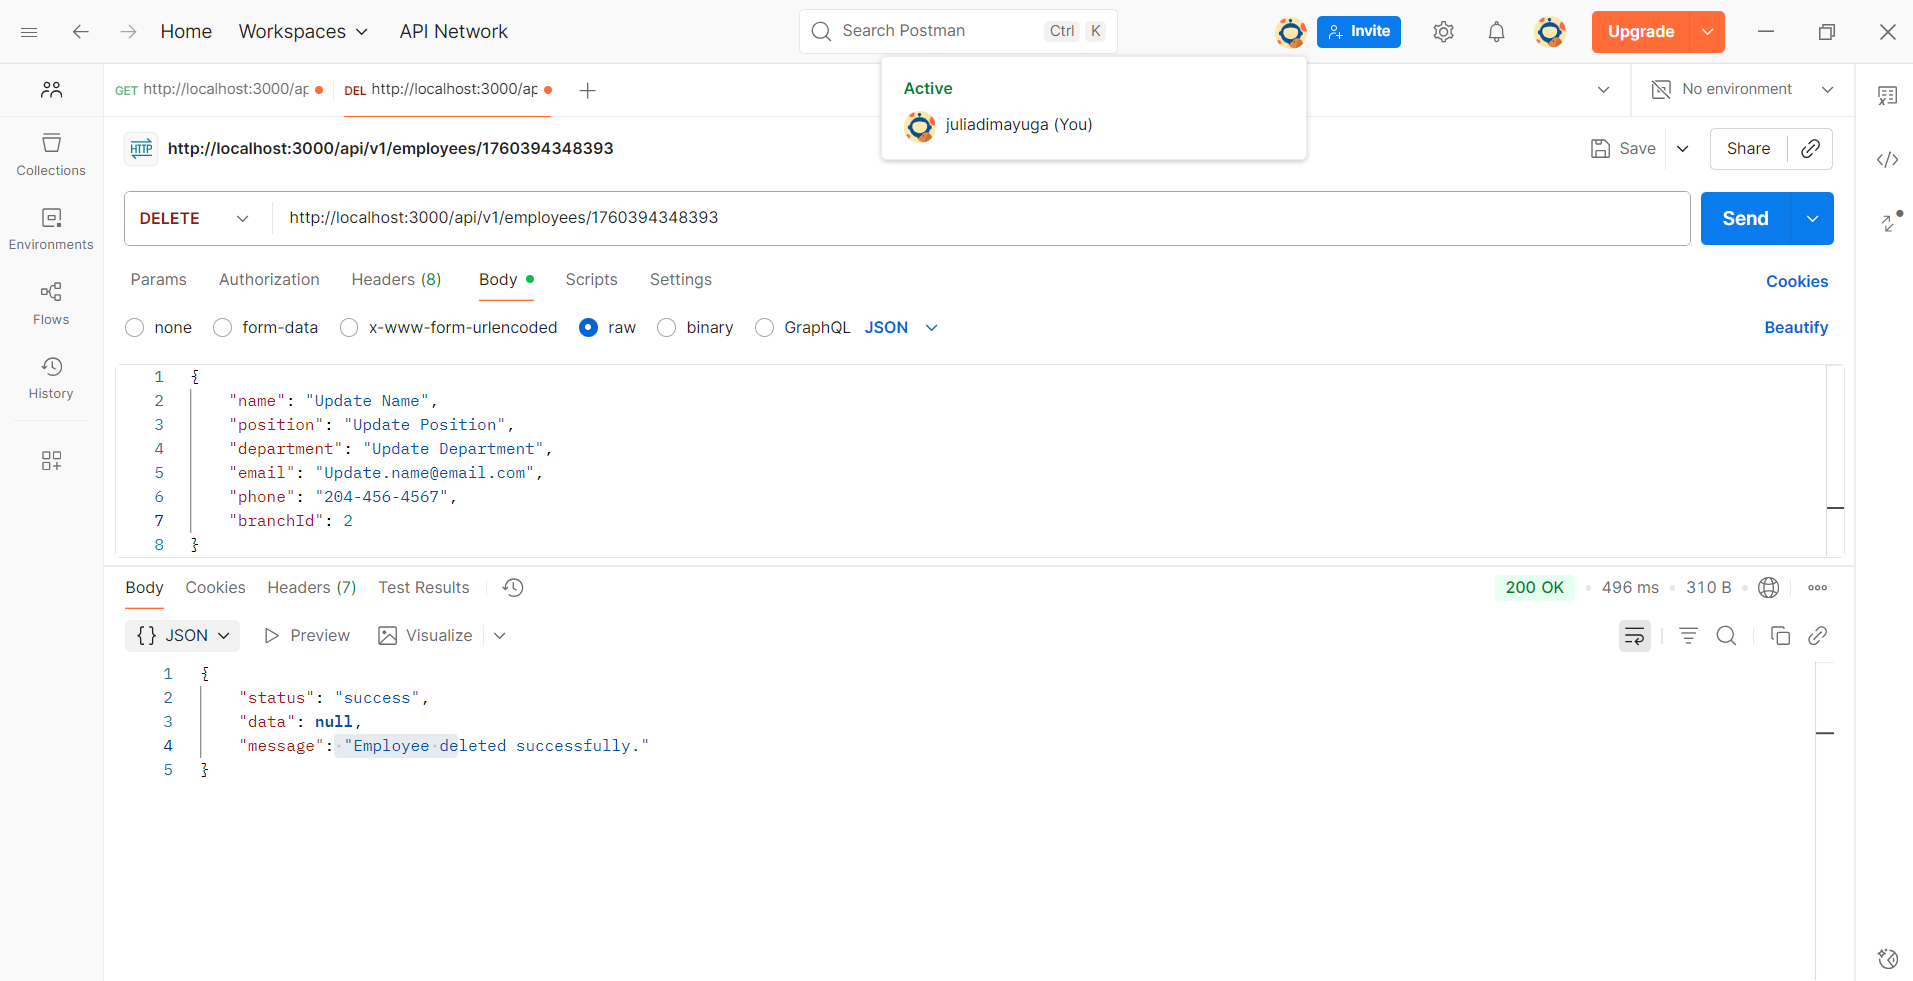 Home Workspaces API Network Search Postman Ctrl K Invite Upgrade
GET http://localhost:3000/ap DEL http://localhost:3000/ap No environment
Active
juliadimayuga (You)
HTTP http://localhost:3000/api/v1/employees/1760394348393 Save Share
Collections
DELETE http://localhost:3000/api/v1/employees/1760394348393 Send
Environments
Params Authorization Headers (8) Body Scripts Settings Cookies
Flows
none form-data x-www-form-urlencoded raw binary GraphQL JSON Beautify
History
1 {
2 "name": "Update Name",
3 "position": "Update Position",
4 "department": "Update Department",
5 "email": "Update.name@email.com",
6 "phone": "204-456-4567",
7 "branchId": 2
8 }
Body Cookies Headers (7) Test Results 200 OK 496 ms 310 B
{} JSON Preview Visualize
1 {
2 "status": "success",
3 "data": null,
4 "message": "Employee deleted successfully."
5 }